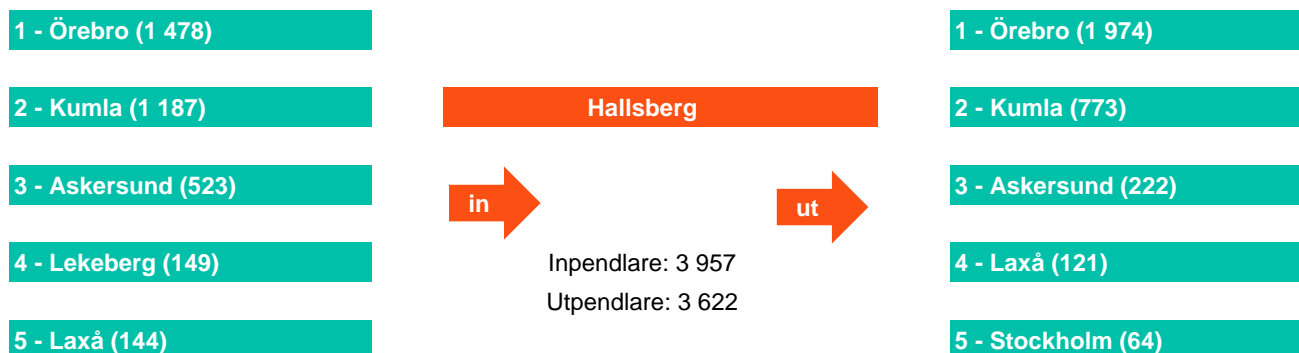 1 - Örebro (1 478)
2 - Kumla (1 187)
3 - Askersund (523)
4 - Lekeberg (149)
5 - Laxå (144)
Hallsberg
in
ut
Inpendlare: 3 957
Utpendlare: 3 622
1 - Örebro (1 974)
2 - Kumla (773)
3 - Askersund (222)
4 - Laxå (121)
5 - Stockholm (64)